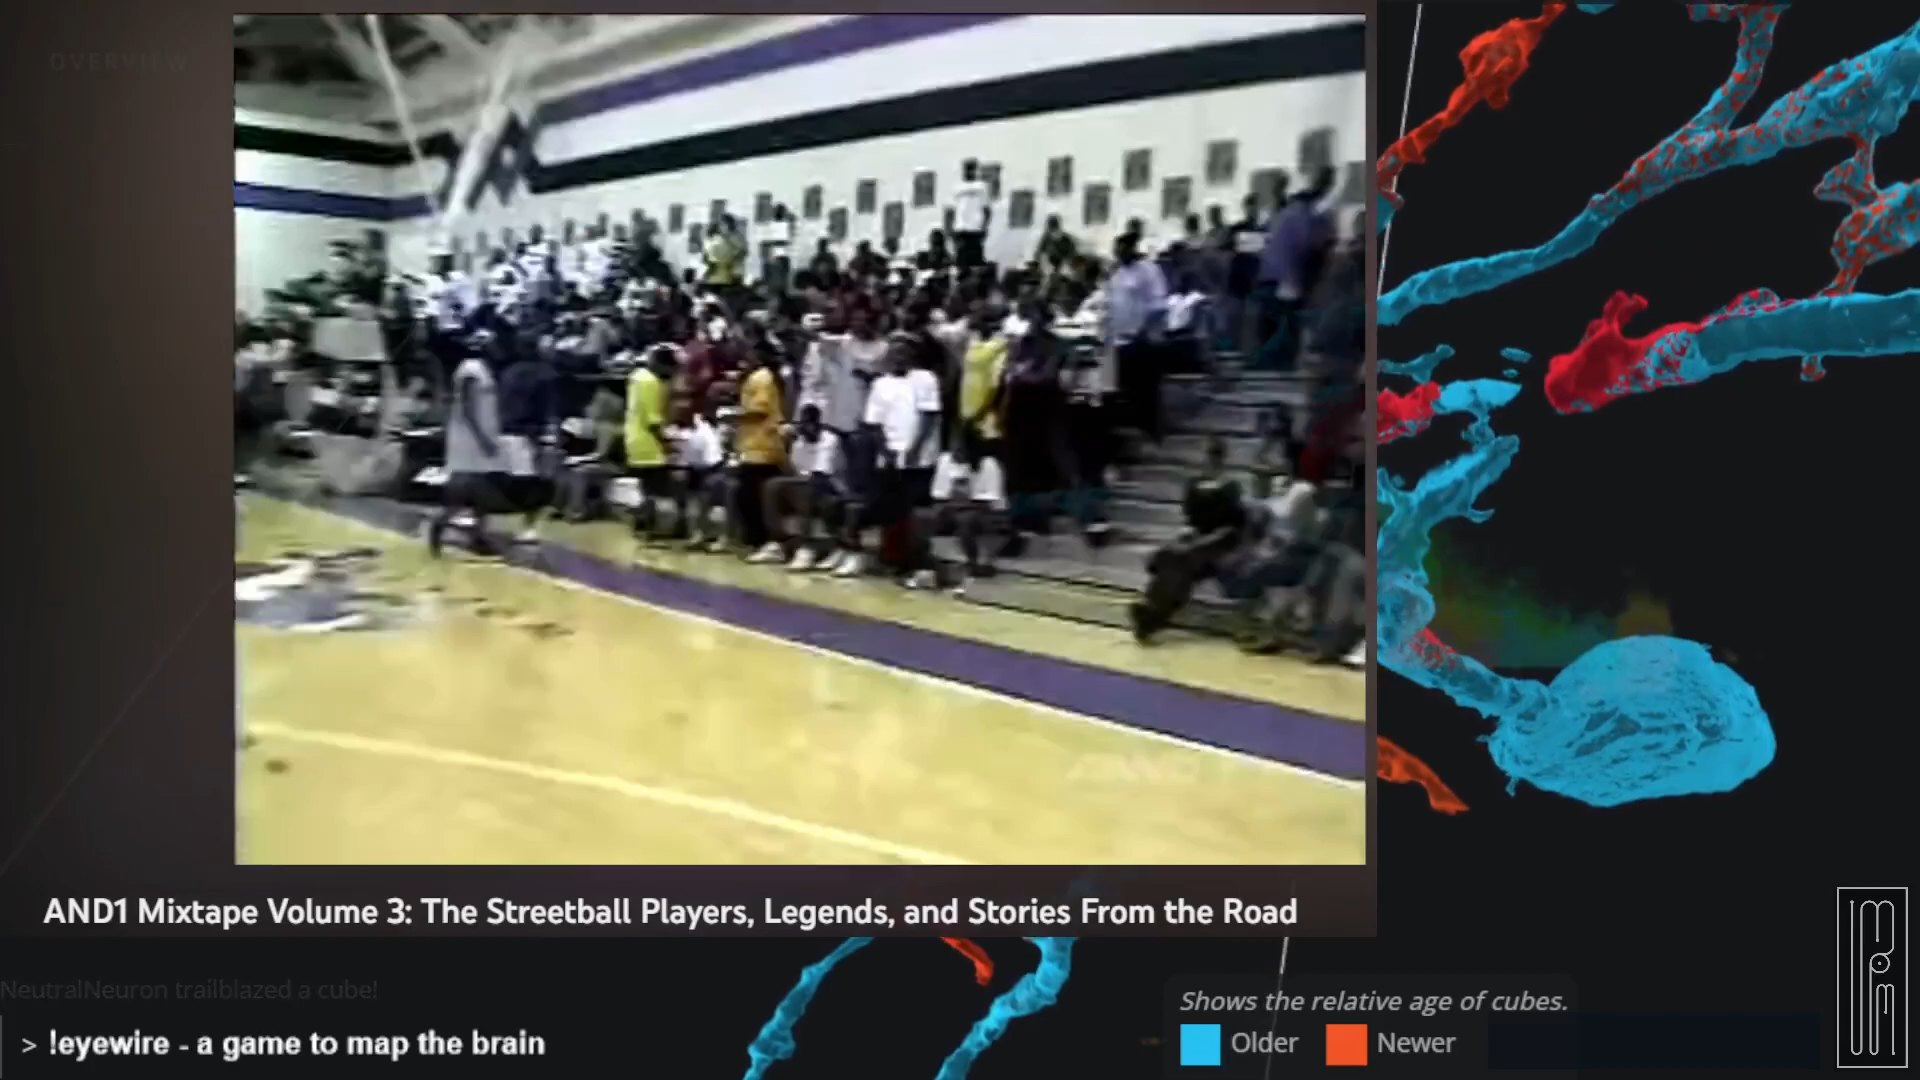 OVERVIEW
AND1 Mixtape Volume 3: The Streetball Players, Legends, and Stories From the Road
NeutralNeuron trailblazed a cube!
> !eyewire - a game to map the brain
Shows the relative age of cubes.
Older
Newer